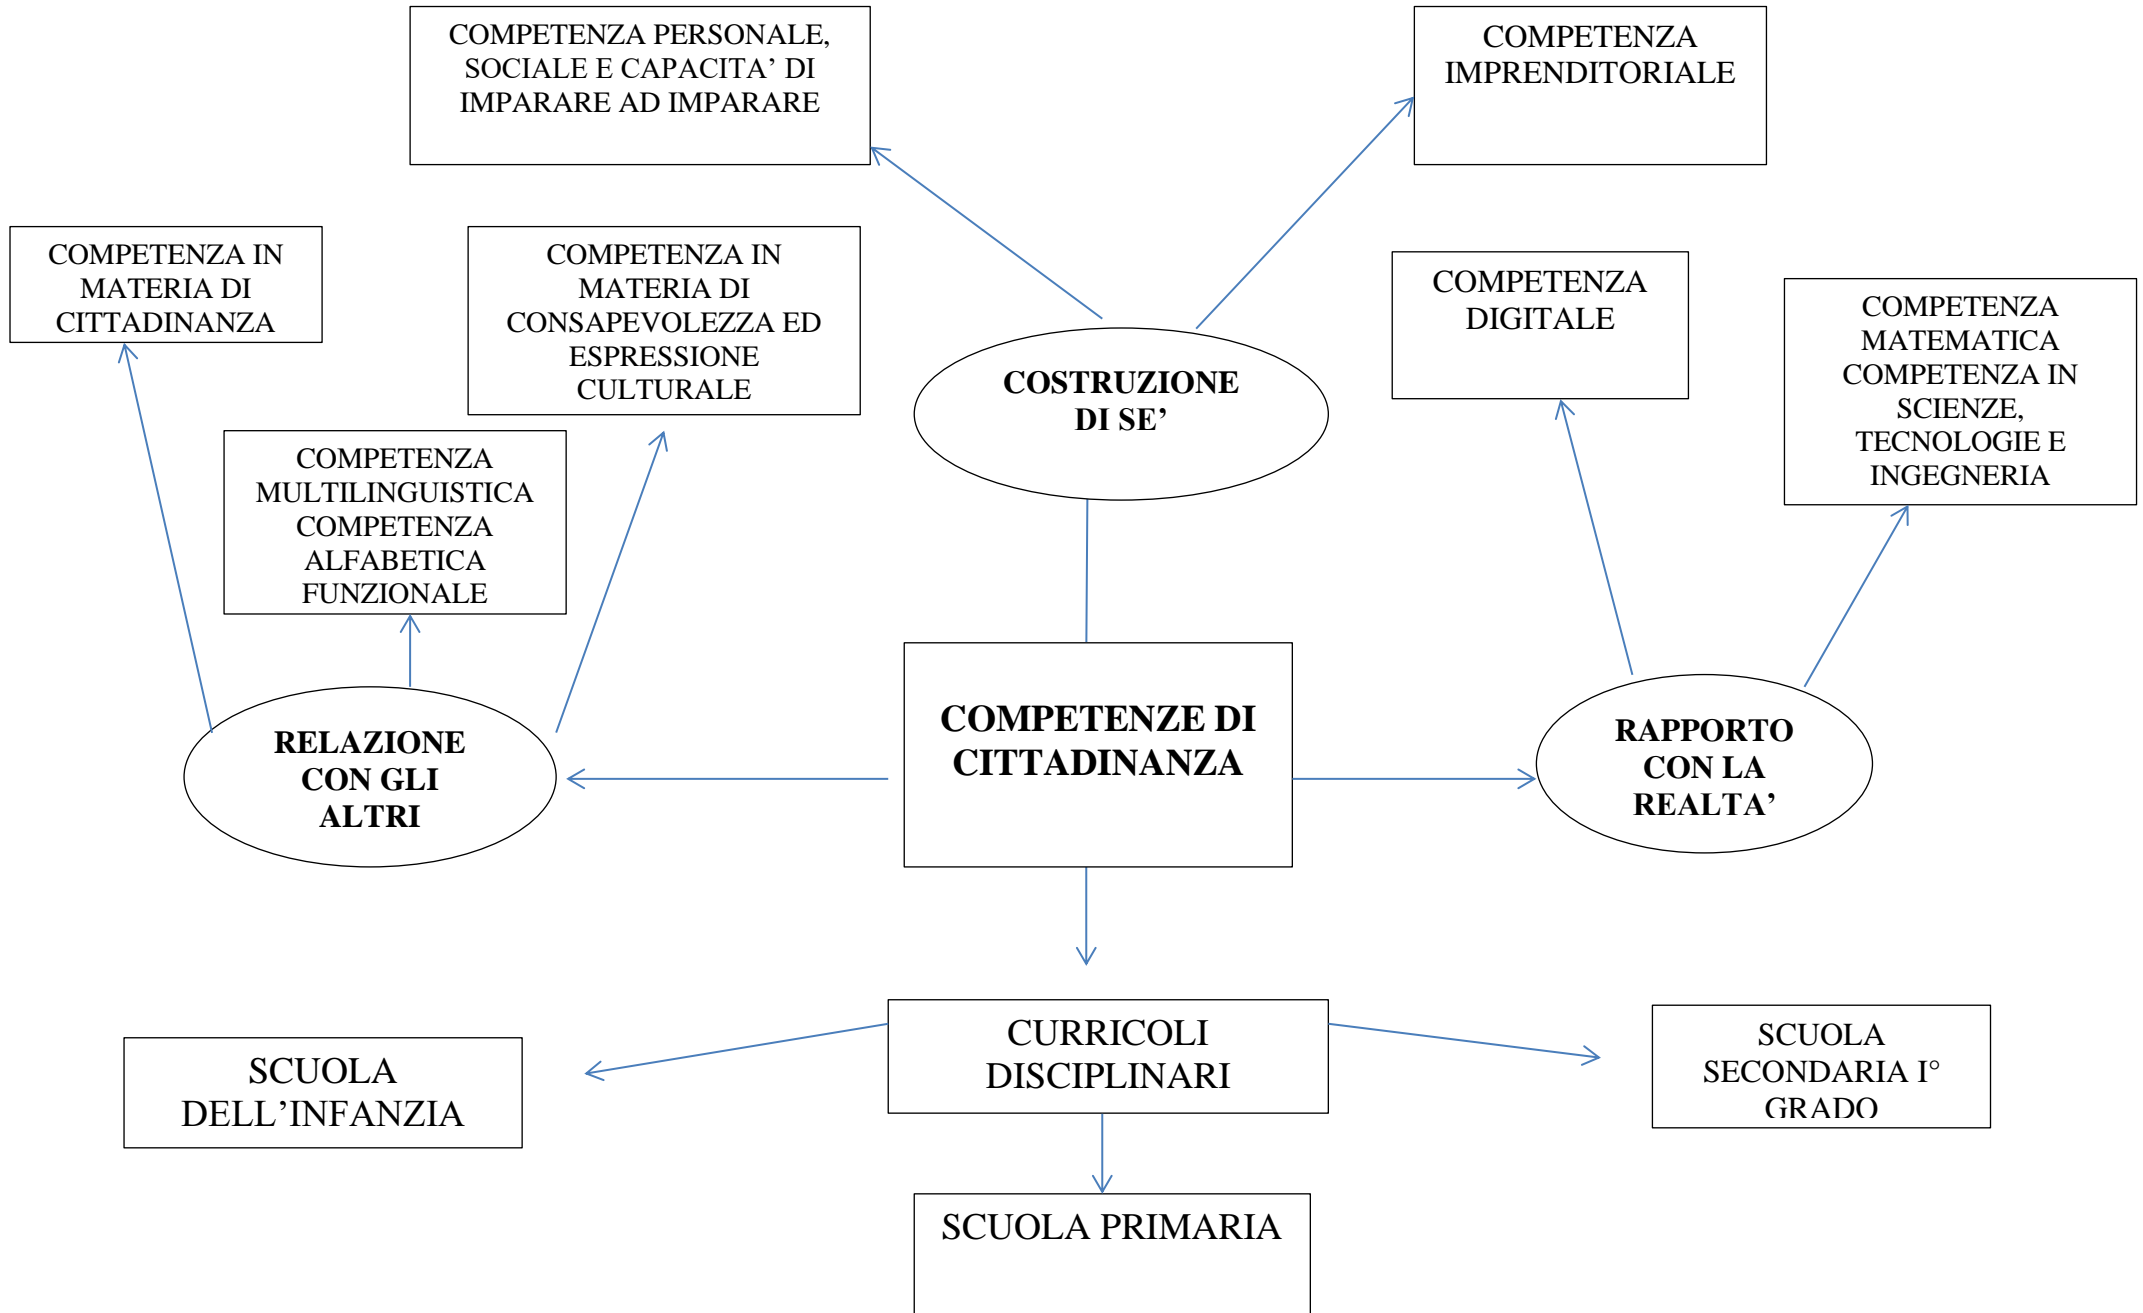 COMPETENZA PERSONALE,
SOCIALE E CAPACITA’ DI
IMPARARE AD IMPARARE
COMPETENZA
IMPRENDITORIALE
COMPETENZA IN
MATERIA DI
CITTADINANZA
COMPETENZA IN
MATERIA DI
CONSAPEVOLEZZA ED
ESPRESSIONE
CULTURALE
COMPETENZA
DIGITALE
COMPETENZA
MATEMATICA
COMPETENZA IN
SCIENZE,
TECNOLOGIE E
INGEGNERIA
COSTRUZIONE
DI SE’
COMPETENZA
MULTILINGUISTICA
COMPETENZA
ALFABETICA
FUNZIONALE
RELAZIONE
CON GLI
ALTRI
COMPETENZE DI
CITTADINANZA
RAPPORTO
CON LA
REALTA’
CURRICOLI
DISCIPLINARI
SCUOLA
DELL’INFANZIA
SCUOLA
SECONDARIA I°
GRADO
SCUOLA PRIMARIA